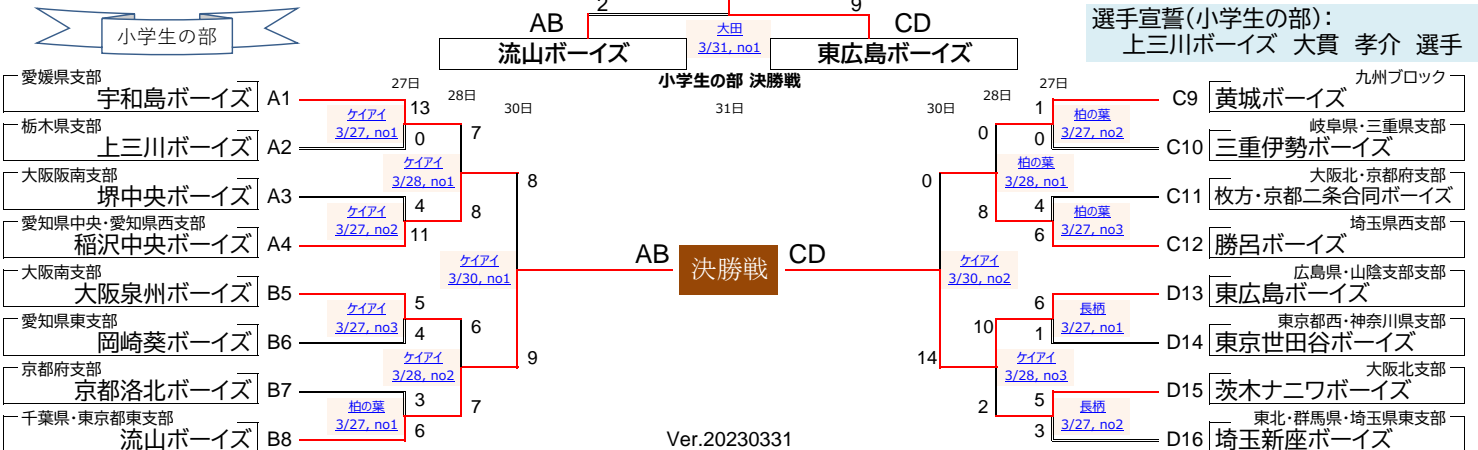 2
9
小学生の部
AB
CD
大田
3/31, no1
流山ボーイズ
東広島ボーイズ
小学生の部 決勝戦
選手宣誓(小学生の部):
上三川ボーイズ 大貫 孝介 選手
27日
28日
30日
31日
30日
28日
27日
愛媛県支部
宇和島ボーイズ A1
栃木県支部
上三川ボーイズ A2
大阪阪南支部
堺中央ボーイズ A3
愛知県中央・愛知県西支部
稲沢中央ボーイズ A4
大阪南支部
大阪泉州ボーイズ B5
愛知県東支部
岡崎葵ボーイズ B6
京都府支部
京都洛北ボーイズ B7
千葉県・東京都東支部
流山ボーイズ B8
13
ケイアイ
3/27, no1
0
4
ケイアイ
3/27, no2
11
5
ケイアイ
3/27, no3
4
3
柏の葉
3/27, no1
6
7
ケイアイ
3/28, no1
8
6
ケイアイ
3/28, no2
7
8
ケイアイ
3/30, no1
9
AB
決勝戦
CD
0
ケイアイ
3/30, no2
14
0
柏の葉
3/28, no1
8
10
ケイアイ
3/28, no3
2
1
柏の葉
3/27, no2
0
4
柏の葉
3/27, no3
6
6
長柄
3/27, no1
1
5
長柄
3/27, no2
3
九州ブロック
C9 黄城ボーイズ
岐阜県・三重県支部
C10 三重伊勢ボーイズ
大阪北・京都府支部
C11 枚方・京都二条合同ボーイズ
埼玉県西支部
C12 勝呂ボーイズ
広島県・山陰支部支部
D13 東広島ボーイズ
東京都西・神奈川県支部
D14 東京世田谷ボーイズ
大阪北支部
D15 茨木ナニワボーイズ
東北・群馬県・埼玉県東支部
D16 埼玉新座ボーイズ
Ver.20230331